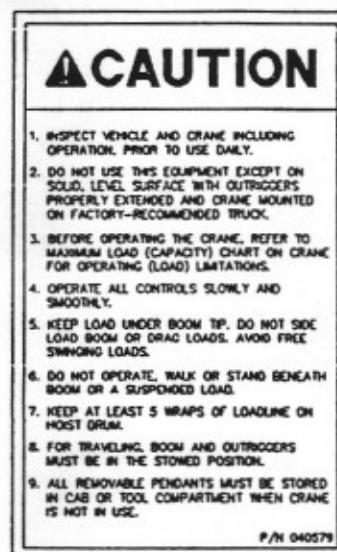 CAUTION
1. INSPECT VEHICLE AND CRANE INCLUDING
OPERATION, PRIOR TO USE DAILY.
2. DO NOT USE THIS EQUIPMENT EXCEPT ON
SOLID, LEVEL SURFACE WITH OUTRIGGERS
PROPERLY EXTENDED AND CRANE MOUNTED
ON FACTORY-RECOMMENDED TRUCK.
3. BEFORE OPERATING THE CRANE, REFER TO
MAXIMUM LOAD (CAPACITY) CHART ON CRANE
FOR OPERATING (LOAD) LIMITATIONS.
4. OPERATE ALL CONTROLS SLOWLY AND
SMOOTHLY.
5. KEEP LOAD UNDER BOOM TIP. DO NOT SIDE
LOAD BOOM OR DRAG LOADS. AVOID FREE
SWINGING LOADS.
6. DO NOT OPERATE, WALK OR STAND BENEATH
BOOM OR A SUSPENDED LOAD.
7. KEEP AT LEAST 5 WRAPS OF LOADLINE ON
HOIST DRUM.
8. FOR TRAVELING, BOOM AND OUTRIGGERS
MUST BE IN THE STOWED POSITION.
9. ALL REMOVABLE PENDANTS MUST BE STORED
IN CAB OR TOOL COMPARTMENT WHEN CRANE
IS NOT IN USE.
P/N 040579